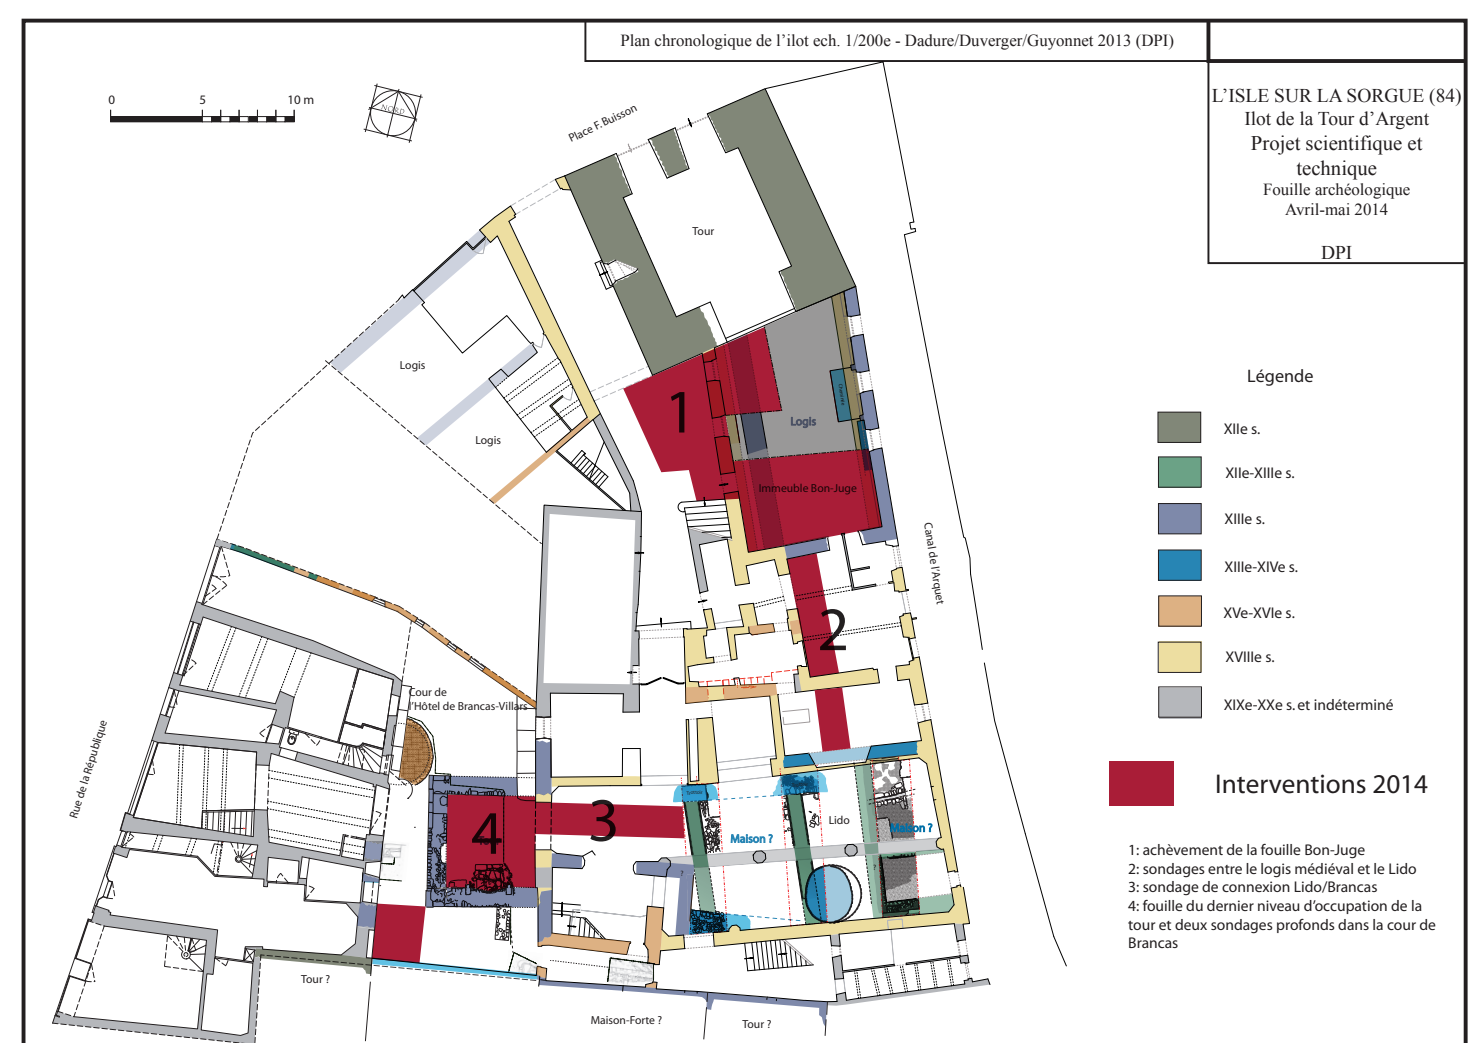 Plan chronologique de l'ilot ech. 1/200e - Dadure/Duverger/Guyonnet 2013 (DPI)
L'ISLE SUR LA SORGUE (84)
Ilot de la Tour d'Argent
Projet scientifique et
technique
Fouille archéologique
Avril-mai 2014
DPI
0 5 10 m
NORD
Place F. Buisson
Tour
Logis
Logis
1
Logis
Immeuble Bon-Juge
Canal de l'Arquet
2
Cour de
l'Hôtel de Brancas-Villars
Rue de la République
3
4
Tour
Maison ?
Lido
Maison ?
?
?
Tour ?
Maison-Forte ?
Tour ?
Légende
XIIe s.
XIIe-XIIIe s.
XIIIe s.
XIIIe-XIVe s.
XVe-XVIe s.
XVIIIe s.
XIXe-XXe s. et indéterminé
Interventions 2014
1: achèvement de la fouille Bon-Juge
2: sondages entre le logis médiéval et le Lido
3: sondage de connexion Lido/Brancas
4: fouille du dernier niveau d'occupation de la
tour et deux sondages profonds dans la cour de
Brancas